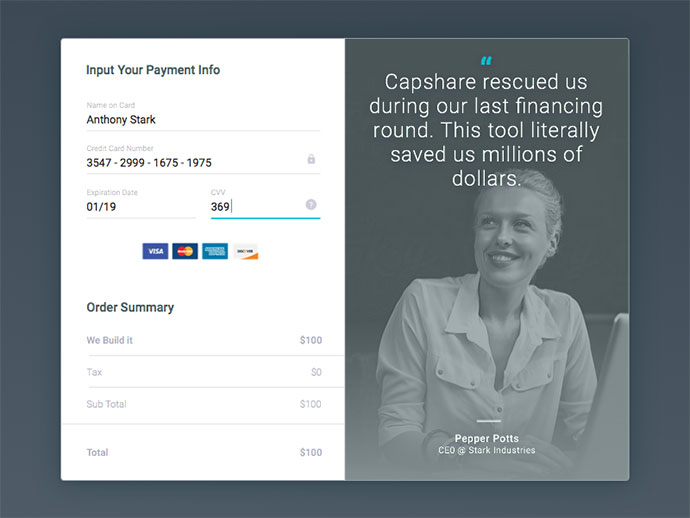 Input Your Payment Info
Name on Card
Anthony Stark
Credit Card Number
3547 - 2999 - 1675 - 1975
Expiration Date CVV
01/19 369
?
VISA MasterCard AMERICAN EXPRESS DISCOVER
Order Summary
We Build it $100
Tax $0
Sub Total $100
Total $100
“
Capshare rescued us
during our last financing
round. This tool literally
saved us millions of
dollars.
Pepper Potts
CEO @ Stark Industries